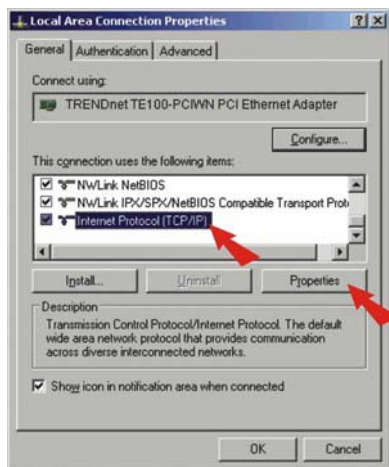 Local Area Connection Properties
General Authentication Advanced
Connect using:
TRENDnet TE100-PCIWN PCI Ethernet Adapter
Configure...
This connection uses the following items:
NWLink NetBIOS
NWLink IPX/SPX/NetBIOS Compatible Transport Proto
Internet Protocol (TCP/IP)
Install... Uninstall Properties
Description
Transmission Control Protocol/Internet Protocol. The default
wide area network protocol that provides communication
across diverse interconnected networks.
Show icon in notification area when connected
OK Cancel